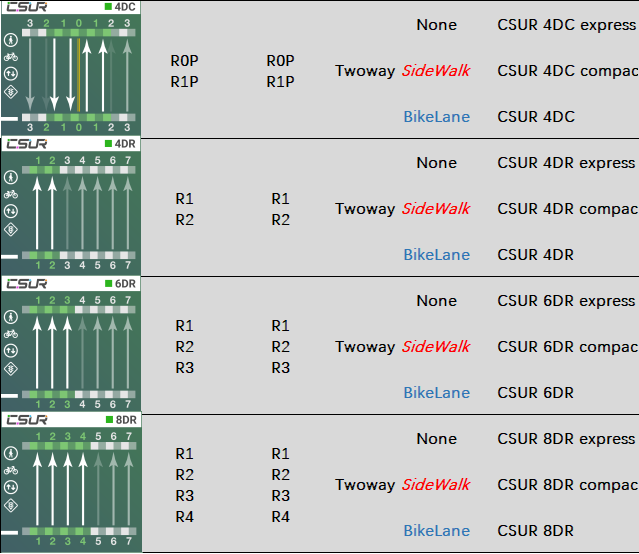 CSUR 4DC
3 2 1 0 1 2 3
3 2 1 0 1 2 3
R0P R0P
R1P R1P
None CSUR 4DC express
Twoway SideWalk CSUR 4DC compac
BikeLane CSUR 4DC
CSUR 4DR
1 2 3 4 5 6 7
1 2 3 4 5 6 7
R1 R1
R2 R2
None CSUR 4DR express
Twoway SideWalk CSUR 4DR compac
BikeLane CSUR 4DR
CSUR 6DR
1 2 3 4 5 6 7
1 2 3 4 5 6 7
R1 R1
R2 R2
R3 R3
None CSUR 6DR express
Twoway SideWalk CSUR 6DR compac
BikeLane CSUR 6DR
CSUR 8DR
1 2 3 4 5 6 7
1 2 3 4 5 6 7
R1 R1
R2 R2
R3 R3
R4 R4
None CSUR 8DR express
Twoway SideWalk CSUR 8DR compac
BikeLane CSUR 8DR